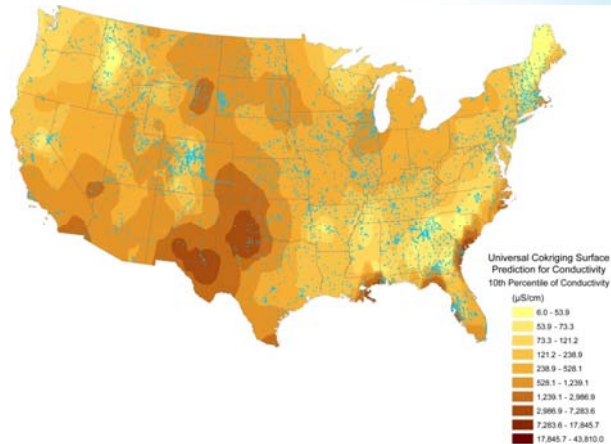 Universal Cokriging Surface
Prediction for Conductivity
10th Percentile of Conductivity
(µS/cm)
6.0 - 53.9
53.9 - 73.3
73.3 - 121.2
121.2 - 238.9
238.9 - 528.1
528.1 - 1,239.1
1,239.1 - 2,986.9
2,986.9 - 7,283.6
7,283.6 - 17,845.7
17,845.7 - 43,810.0